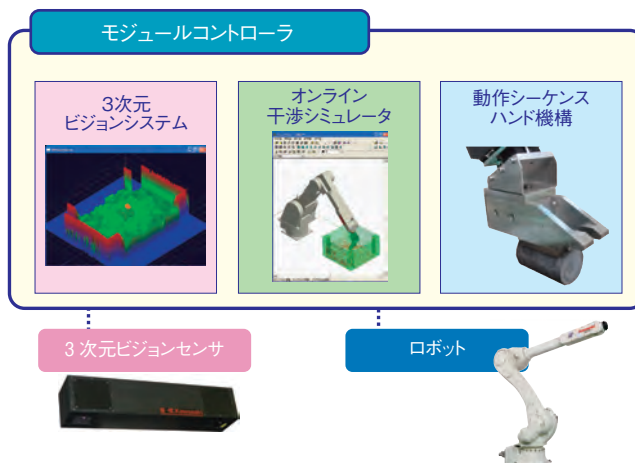 モジュールコントローラ
3次元
ビジョンシステム
オンライン
干渉シミュレータ
動作シーケンス
ハンド機構
3次元ビジョンセンサ
ロボット
Kawasaki